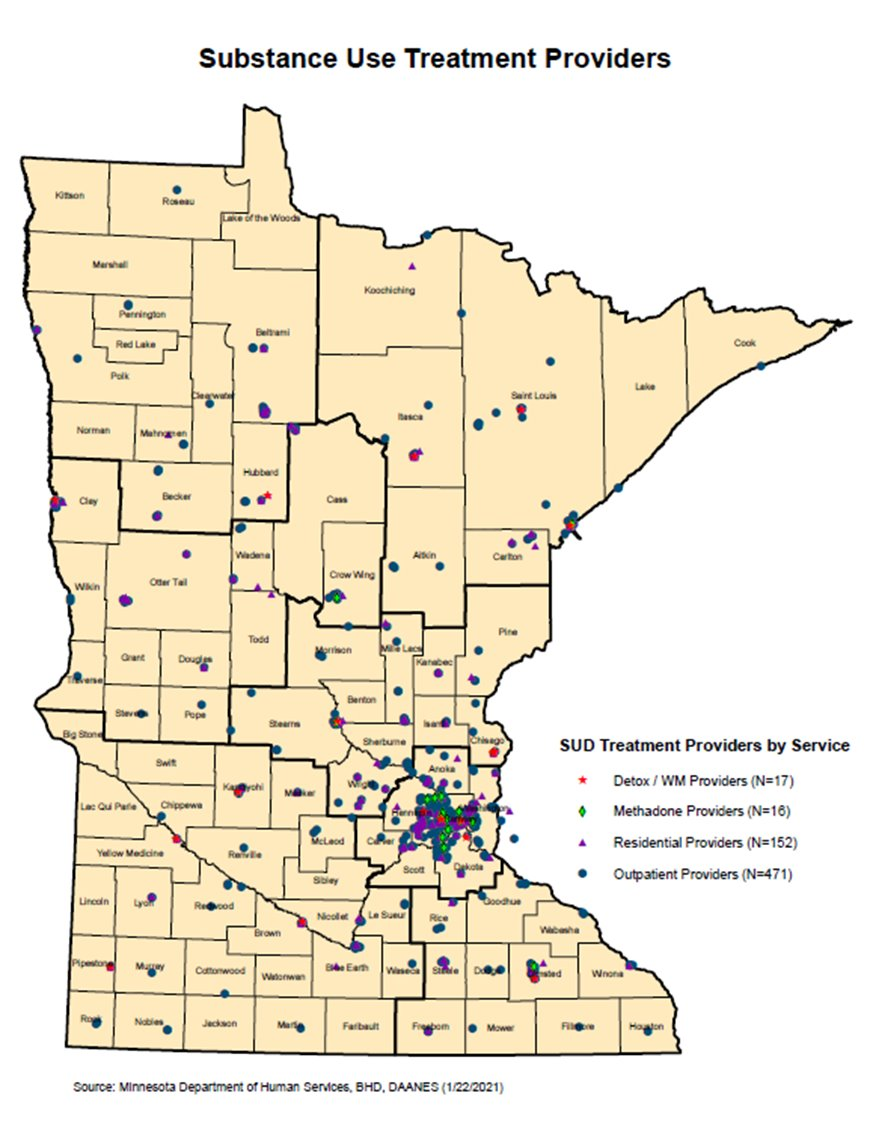 Substance Use Treatment Providers
Kittson
Roseau
Lake of the Woods
Marshall
Koochiching
Pennington
Beltrami
Red Lake
Cook
Polk
Lake
Clearwater
Saint Louis
Itasca
Norman
Mahnomen
Hubbard
Clay
Becker
Cass
Wadena
Aitkin
Carlton
Otter Tail
Crow Wing
Wilkin
Pine
Todd
Morrison
Mille Lacs
Grant
Douglas
Kanabec
Traverse
Benton
Stevens
Pope
Stearns
Isanti
Big Stone
Sherburne
Chisago
SUD Treatment Providers by Service
Swift
Anoka
Detox / WM Providers (N=17)
Kandiyohi
Meeker
Wright
Lac Qui Parle
Chippewa
Hennepin
Washington
Methadone Providers (N=16)
McLeod
Carver
Residential Providers (N=152)
Yellow Medicine
Renville
Scott
Dakota
Outpatient Providers (N=471)
Sibley
Lincoln
Lyon
Redwood
Nicollet
Le Sueur
Rice
Goodhue
Brown
Wabasha
Pipestone
Murray
Cottonwood
Watonwan
Blue Earth
Waseca
Steele
Dodge
Olmsted
Winona
Rock
Nobles
Jackson
Martin
Faribault
Freeborn
Mower
Fillmore
Houston
Source: Minnesota Department of Human Services, BHD, DAANES (1/22/2021)